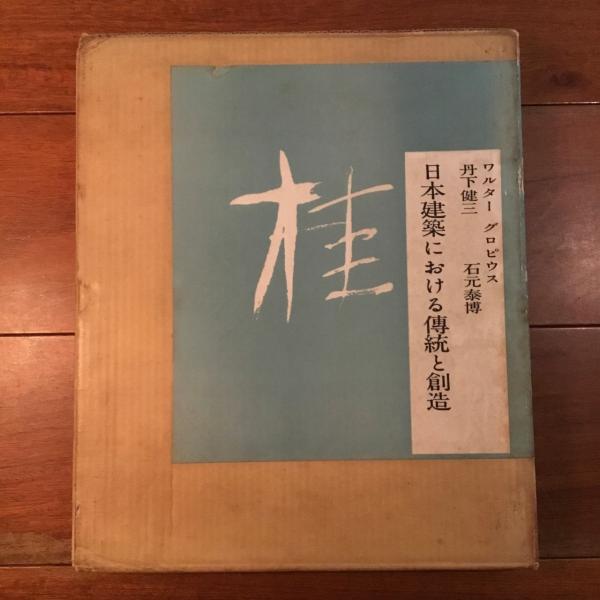 桂
ワルター グロピウス
丹下健三 石元泰博
日本建築における傳統と創造